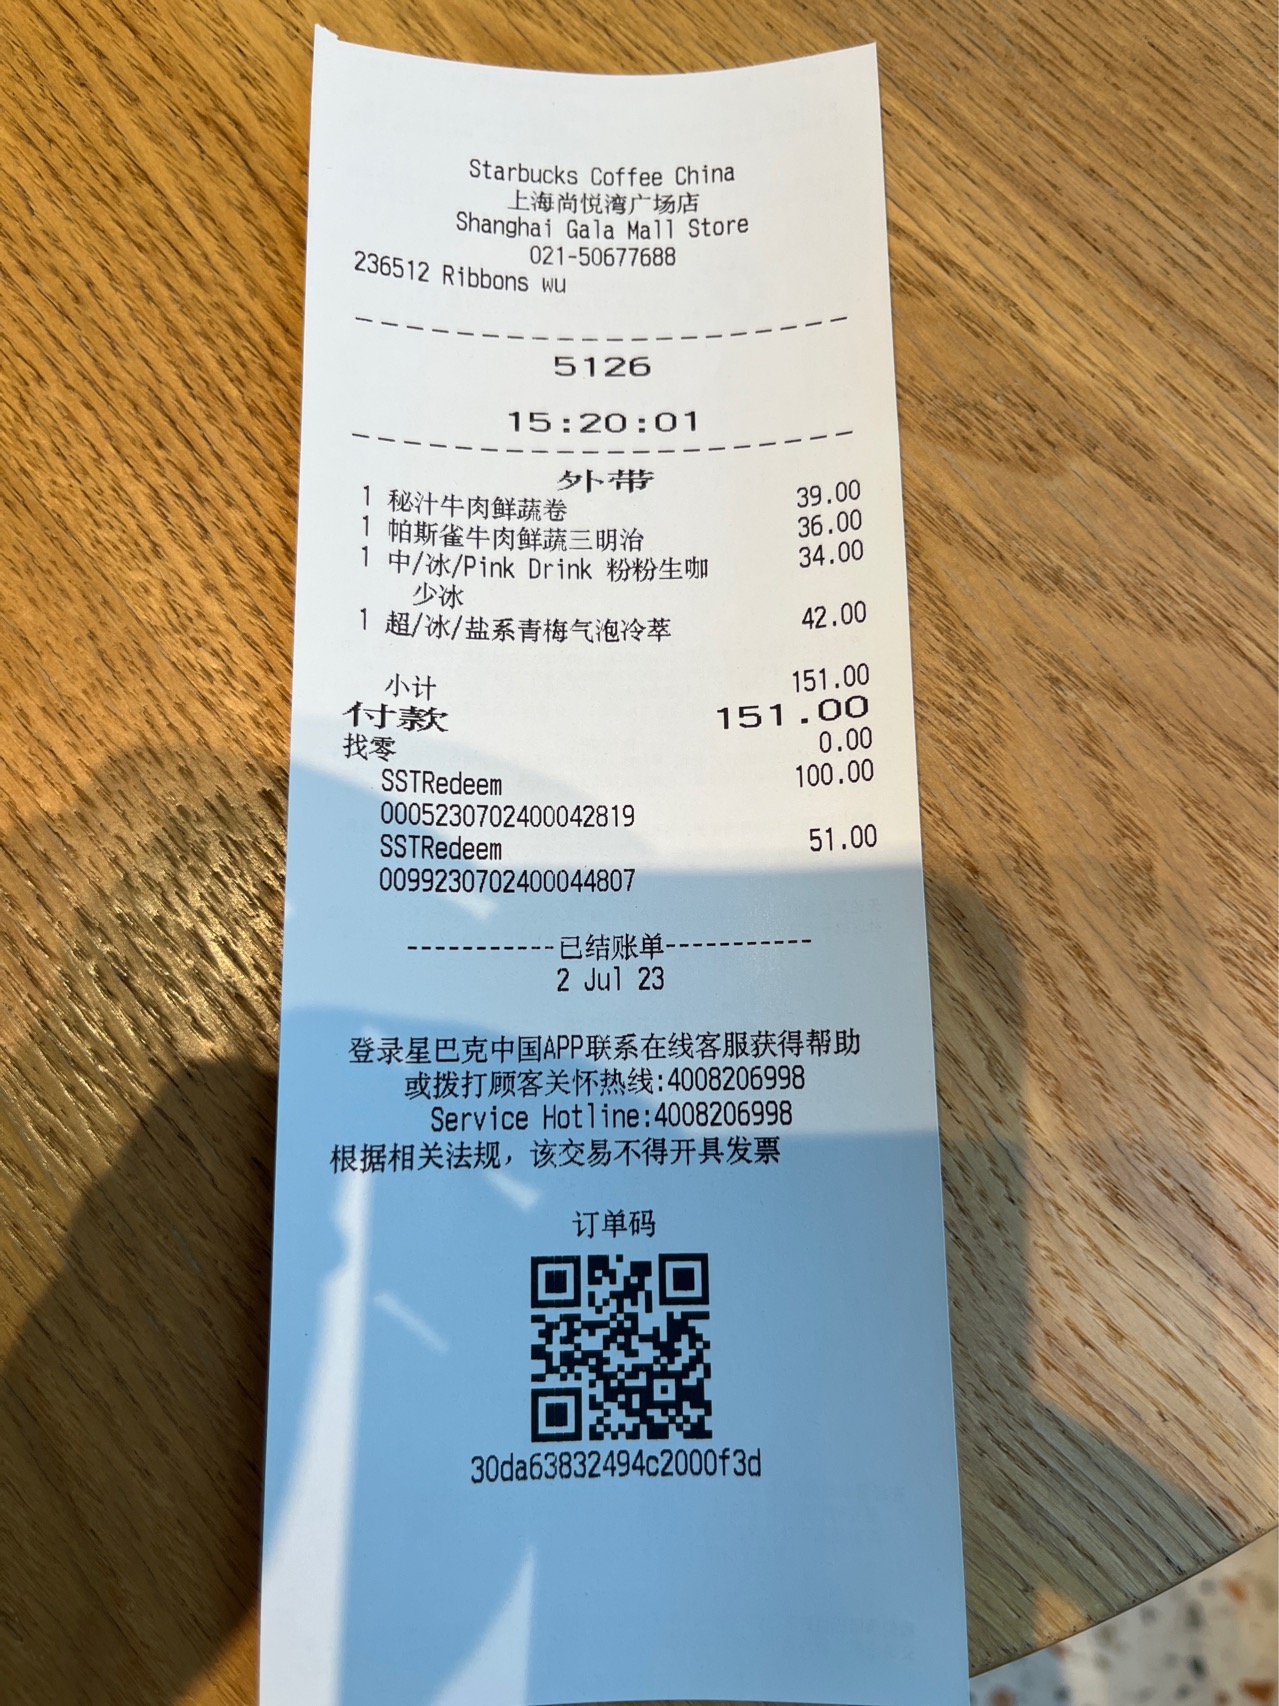 Starbucks Coffee China
上海尚悦湾广场店
Shanghai Gala Mall Store
021-50677688
236512 Ribbons wu
5126
15:20:01
外带
1 秘汁牛肉鲜蔬卷 39.00
1 帕斯雀牛肉鲜蔬三明治 36.00
1 中/冰/Pink Drink 粉粉生咖 34.00
少冰
1 超/冰/盐系青梅气泡冷萃 42.00
小计 151.00
付款 151.00
找零 0.00
SSTRedeem 100.00
0005230702400042819
SSTRedeem 51.00
0099230702400044807
-----------已结账单-----------
2 Jul 23
登录星巴克中国APP联系在线客服获得帮助
或拨打顾客关怀热线:4008206998
Service Hotline:4008206998
根据相关法规，该交易不得开具发票
订单码
30da63832494c2000f3d